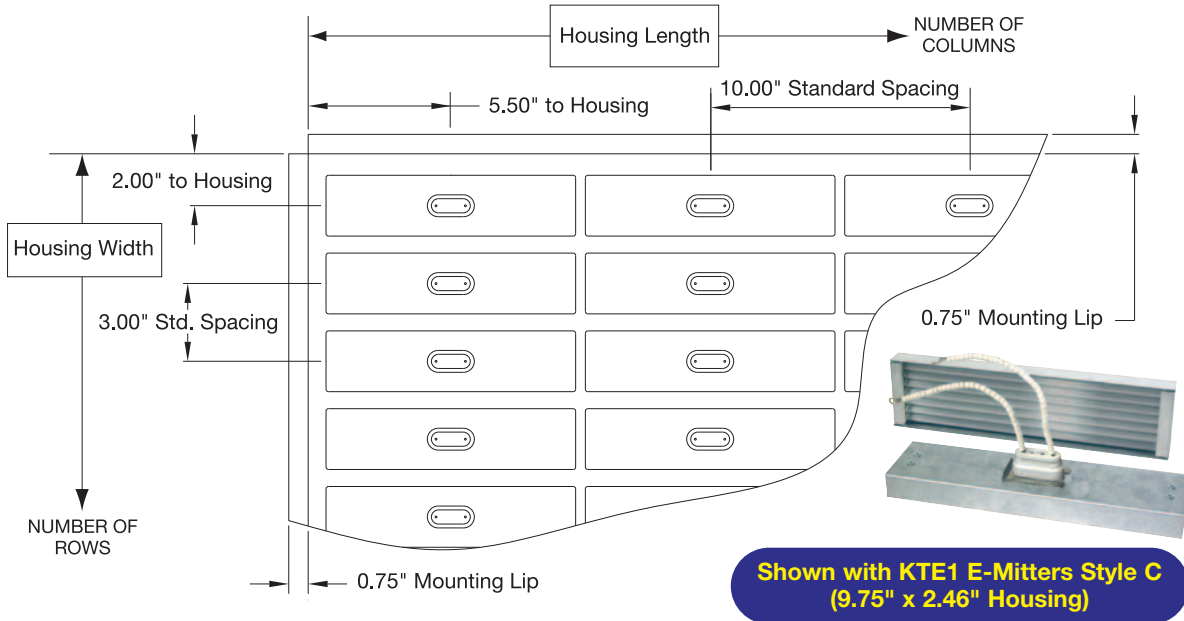 Housing Length
NUMBER OF
COLUMNS
5.50" to Housing
10.00" Standard Spacing
2.00" to Housing
Housing Width
3.00" Std. Spacing
0.75" Mounting Lip
NUMBER OF
ROWS
0.75" Mounting Lip
Shown with KTE1 E-Mitters Style C
(9.75" x 2.46" Housing)